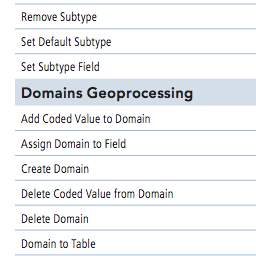 Remove Subtype
Set Default Subtype
Set Subtype Field
Domains Geoprocessing
Add Coded Value to Domain
Assign Domain to Field
Create Domain
Delete Coded Value from Domain
Delete Domain
Domain to Table